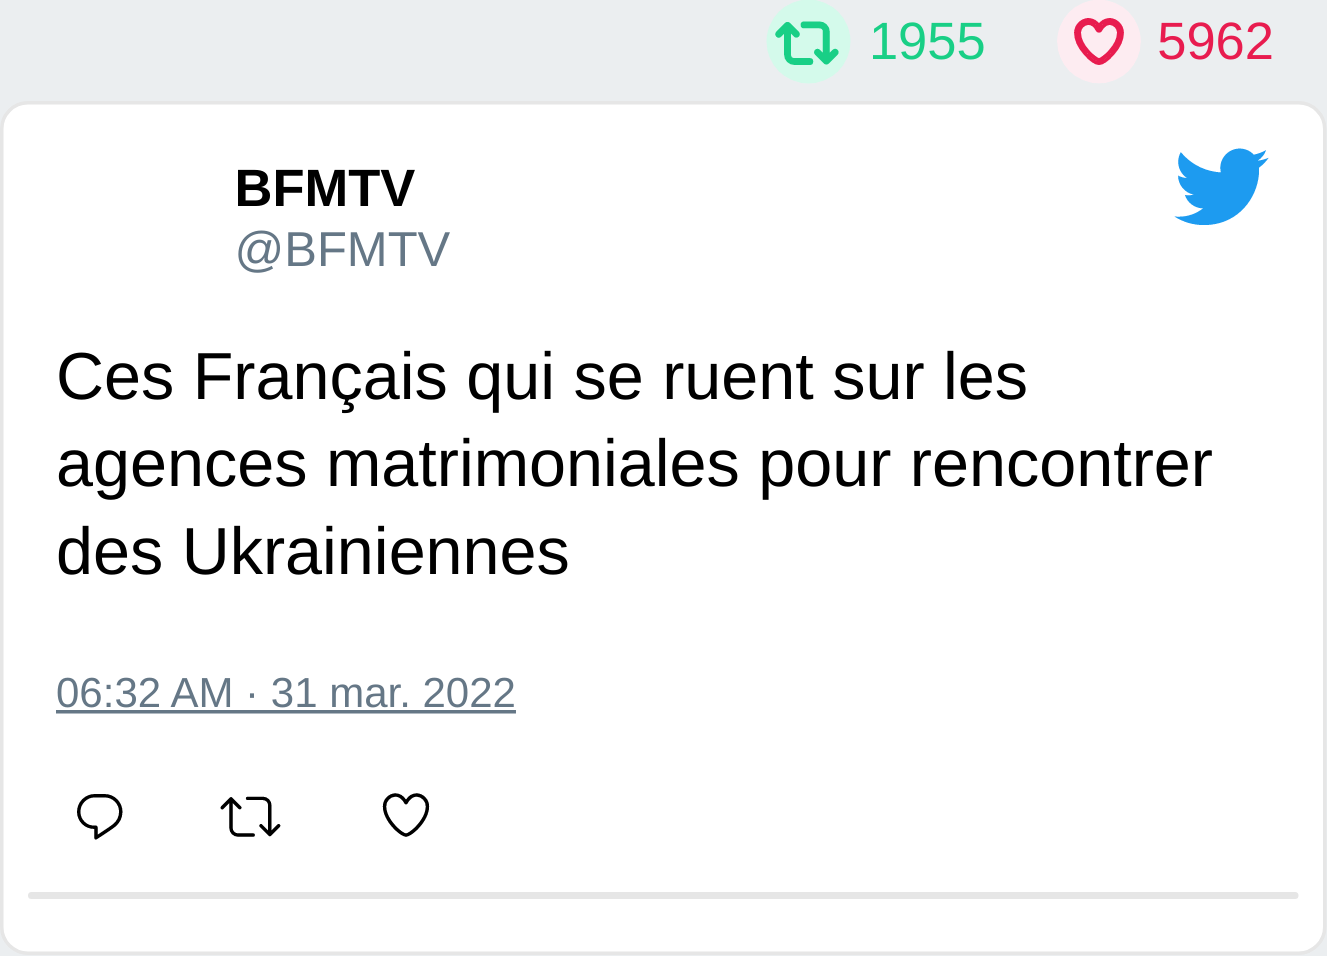 1955 5962
BFMTV
@BFMTV
Ces Français qui se ruent sur les
agences matrimoniales pour rencontrer
des Ukrainiennes
06:32 AM · 31 mar. 2022